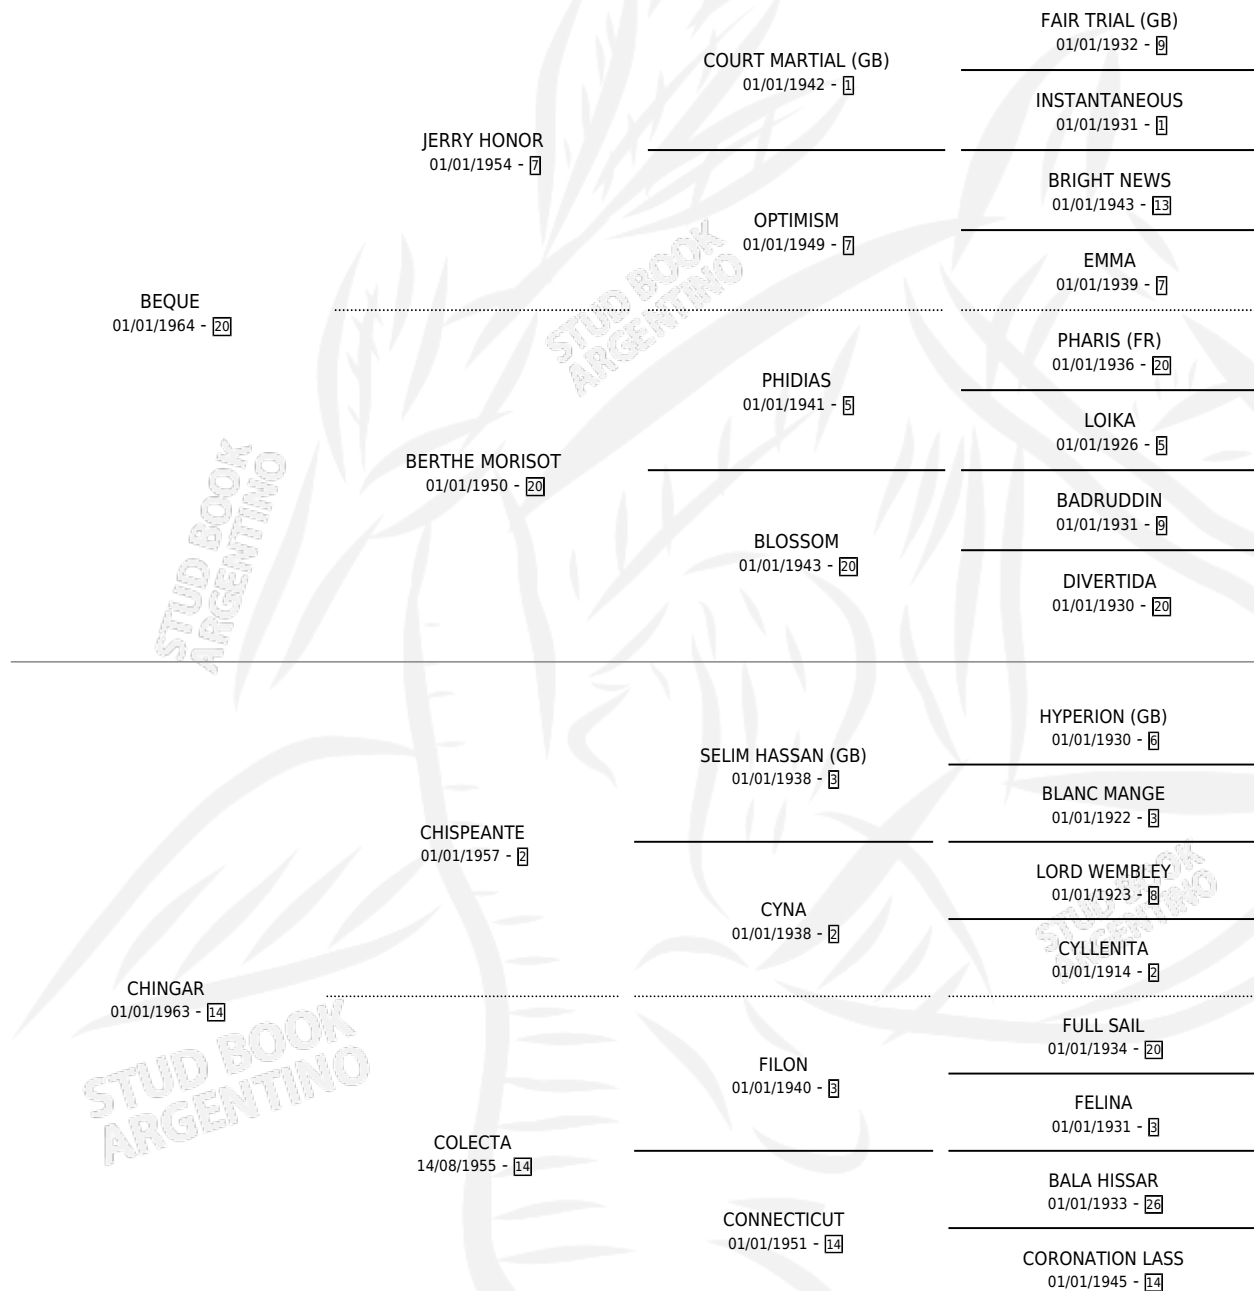 FAIR TRIAL (GB)
01/01/1932 - 9
COURT MARTIAL (GB)
01/01/1942 - 1
INSTANTANEOUS
01/01/1931 - 1
JERRY HONOR
01/01/1954 - 7
BRIGHT NEWS
01/01/1943 - 13
OPTIMISM
01/01/1949 - 7
EMMA
01/01/1939 - 7
BEQUE
01/01/1964 - 20
PHARIS (FR)
01/01/1936 - 20
PHIDIAS
01/01/1941 - 5
LOIKA
01/01/1926 - 5
BERTHE MORISOT
01/01/1950 - 20
BADRUDDIN
01/01/1931 - 9
BLOSSOM
01/01/1943 - 20
DIVERTIDA
01/01/1930 - 20
HYPERION (GB)
01/01/1930 - 6
SELIM HASSAN (GB)
01/01/1938 - 3
BLANC MANGE
01/01/1922 - 3
CHISPEANTE
01/01/1957 - 2
LORD WEMBLEY
01/01/1923 - 8
CYNA
01/01/1938 - 2
CYLLENITA
01/01/1914 - 2
CHINGAR
01/01/1963 - 14
FULL SAIL
01/01/1934 - 20
FILON
01/01/1940 - 3
FELINA
01/01/1931 - 3
COLECTA
14/08/1955 - 14
BALA HISSAR
01/01/1933 - 26
CONNECTICUT
01/01/1951 - 14
CORONATION LASS
01/01/1945 - 14
STUD BOOK
ARGENTINO
STUD BOOK
ARGENTINO
STUD BOOK
ARGENTINO
STUD BOOK
ARGENTINO